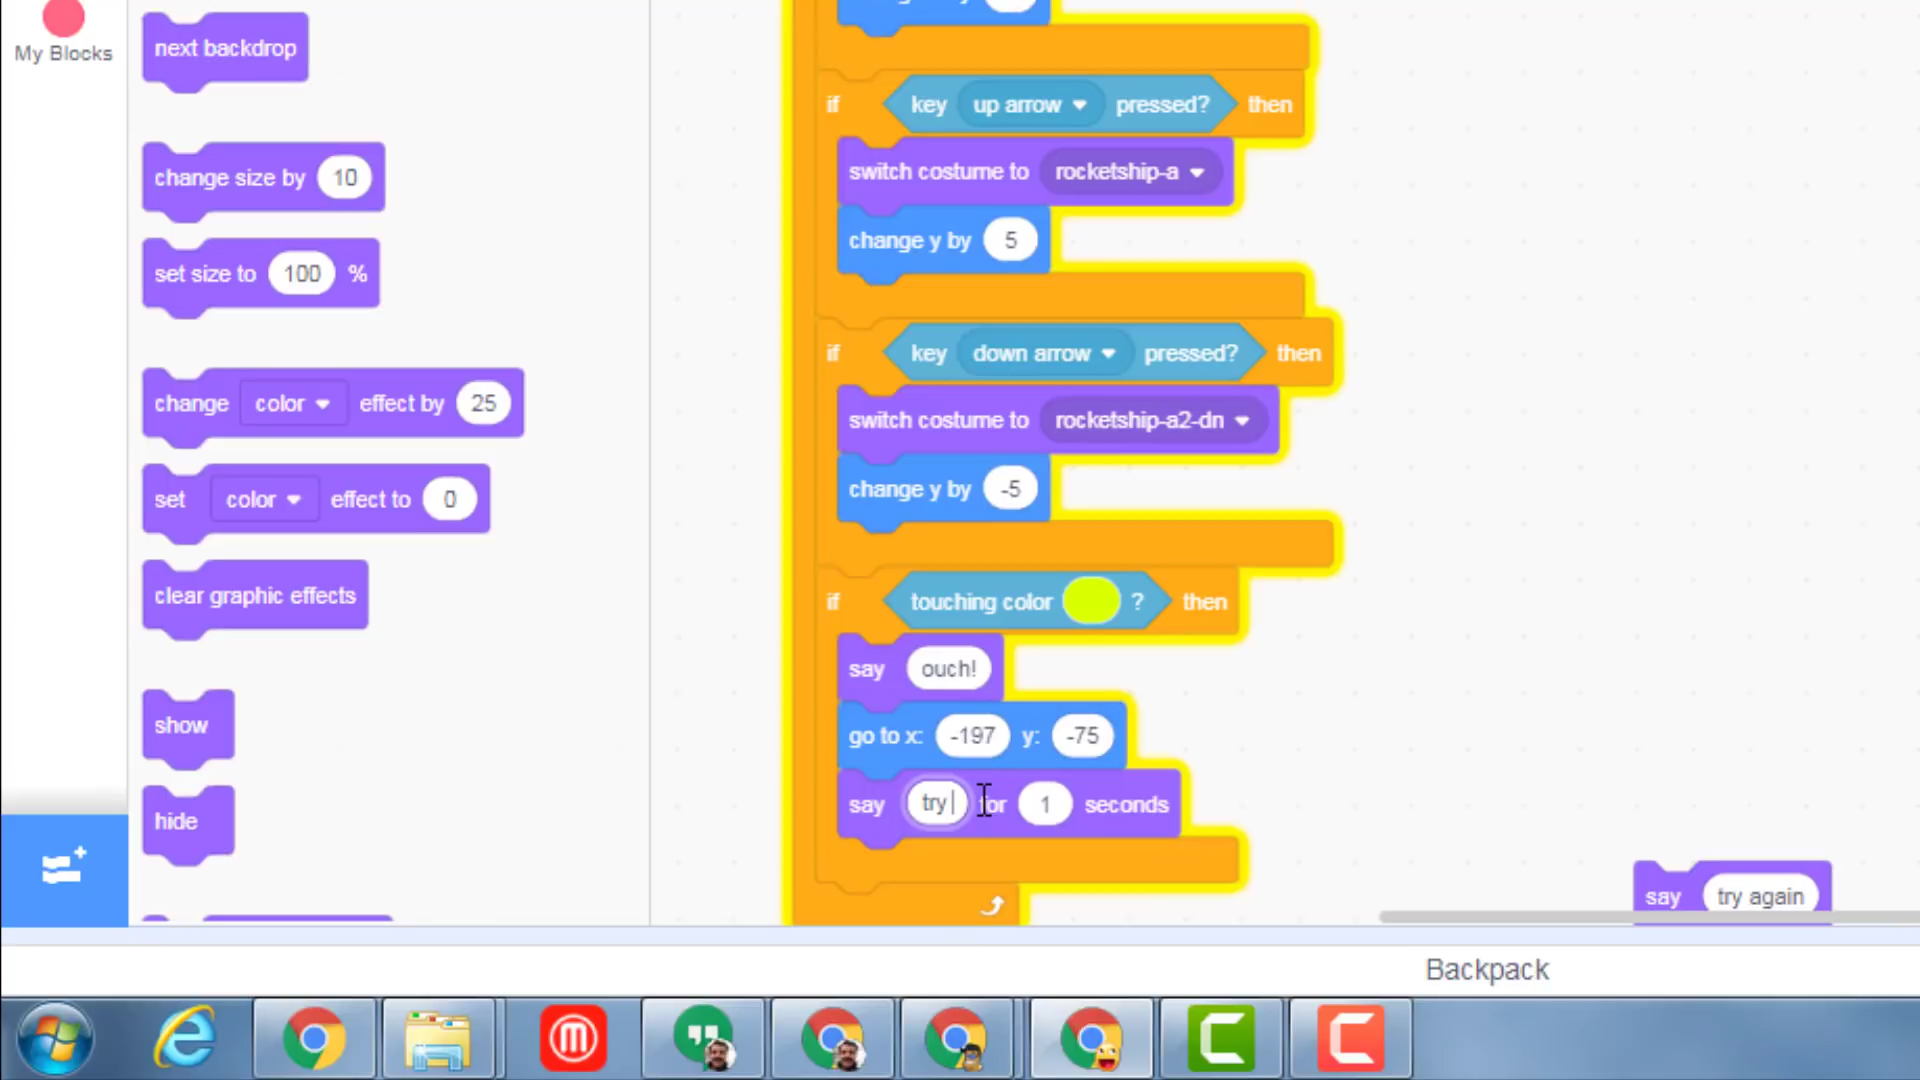 My Blocks
next backdrop
change size by 10
set size to 100 %
change color effect by 25
set color effect to 0
clear graphic effects
show
hide
if key up arrow pressed? then
switch costume to rocketship-a
change y by 5
if key down arrow pressed? then
switch costume to rocketship-a2-dn
change y by -5
if touching color ? then
say ouch!
go to x: -197 y: -75
say try for 1 seconds
say try again
Backpack